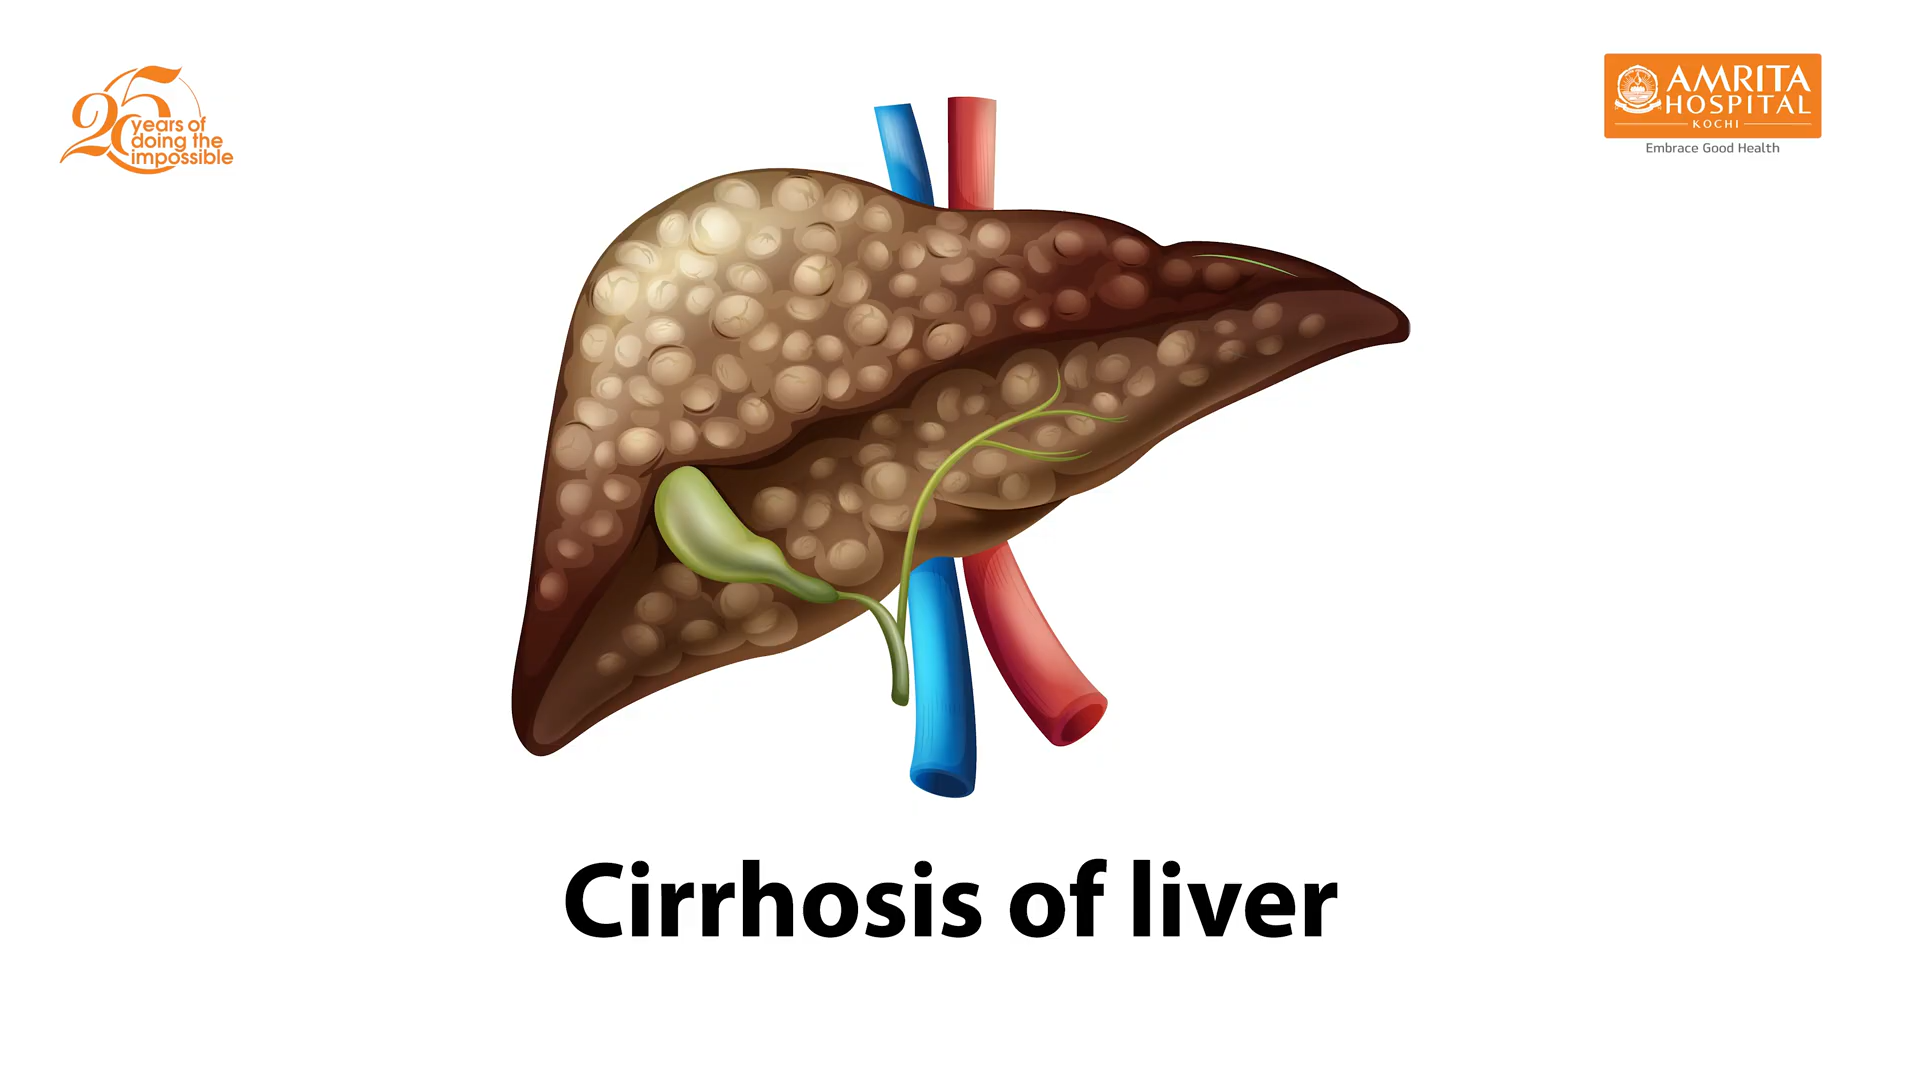 25
years of
doing the
impossible
AMRITA
HOSPITAL
KOCHI
Embrace Good Health
Cirrhosis of liver